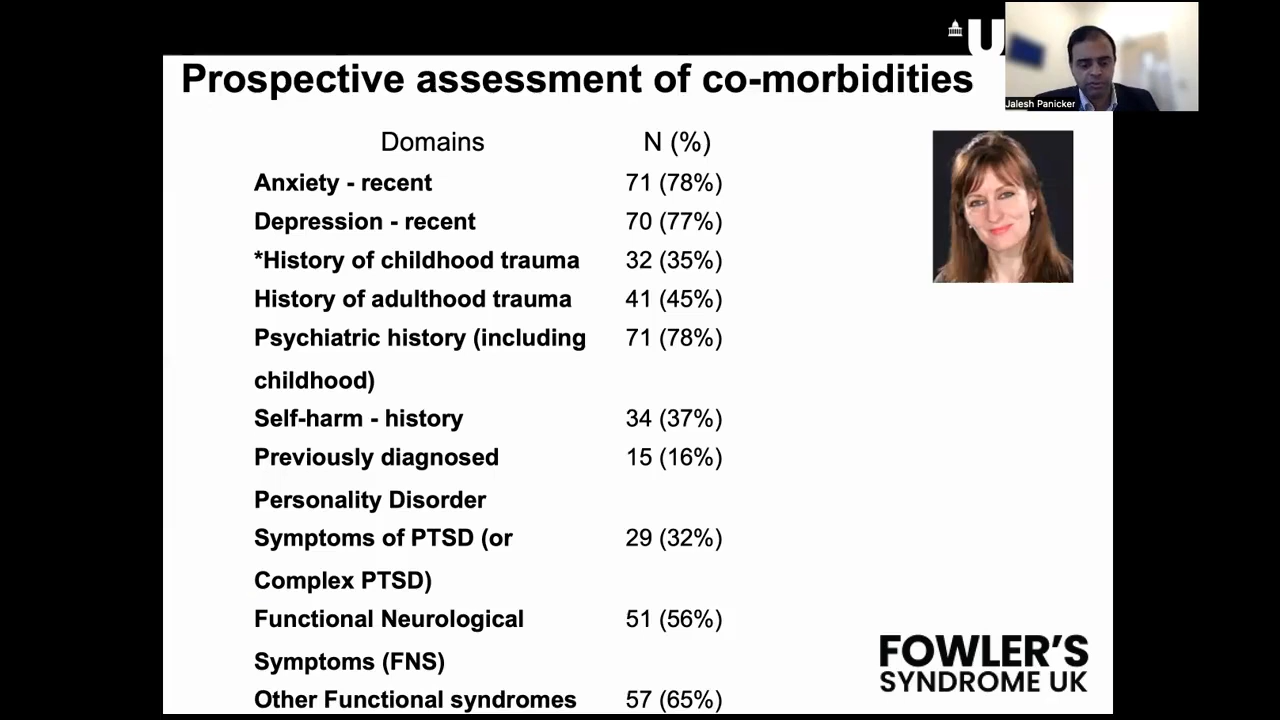 U
Prospective assessment of co-morbidities
Jalesh Panicker
Domains N (%)
Anxiety - recent 71 (78%)
Depression - recent 70 (77%)
*History of childhood trauma 32 (35%)
History of adulthood trauma 41 (45%)
Psychiatric history (including 71 (78%)
childhood)
Self-harm - history 34 (37%)
Previously diagnosed 15 (16%)
Personality Disorder
Symptoms of PTSD (or 29 (32%)
Complex PTSD)
Functional Neurological 51 (56%)
Symptoms (FNS)
Other Functional syndromes 57 (65%)
FOWLER'S
SYNDROME UK